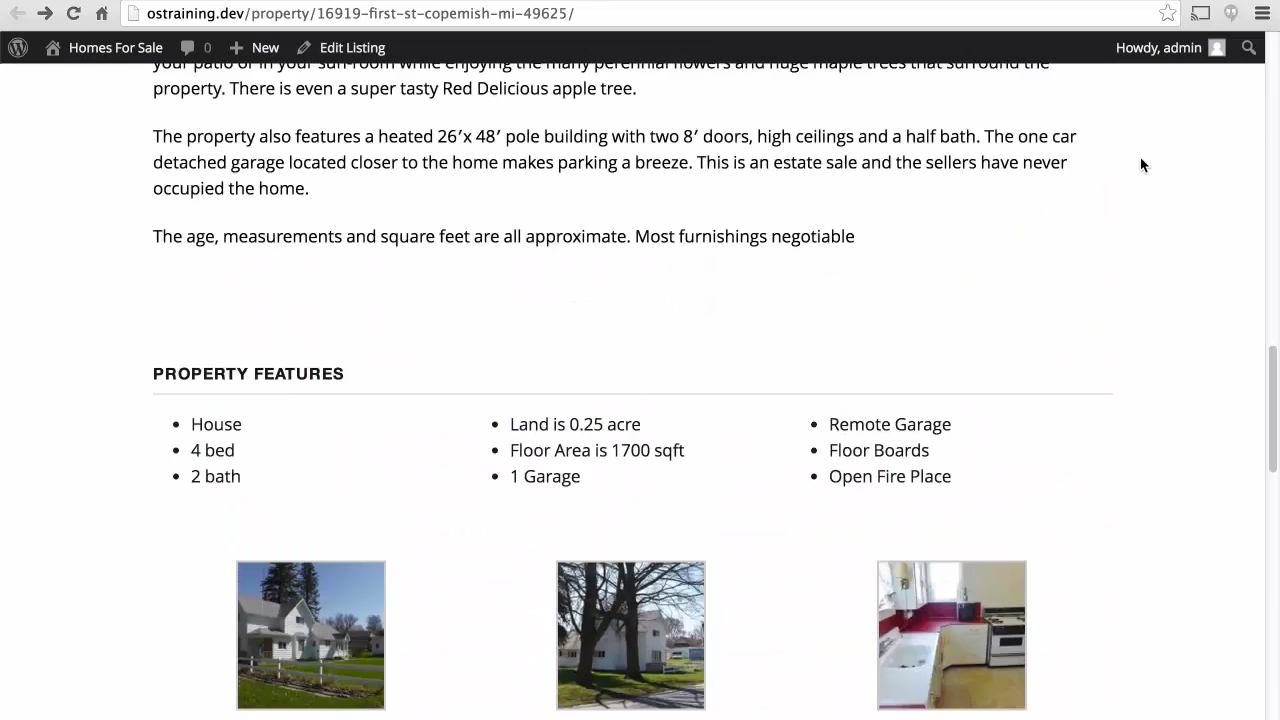 ostraining.dev/property/16919-first-st-copemish-mi-49625/
Homes For Sale 0 New Edit Listing Howdy, admin
your patio or in your sun-room while enjoying the many perennial flowers and huge maple trees that surround the
property. There is even a super tasty Red Delicious apple tree.
The property also features a heated 26′x 48′ pole building with two 8′ doors, high ceilings and a half bath. The one car
detached garage located closer to the home makes parking a breeze. This is an estate sale and the sellers have never
occupied the home.
The age, measurements and square feet are all approximate. Most furnishings negotiable
PROPERTY FEATURES
• House
• 4 bed
• 2 bath
• Land is 0.25 acre
• Floor Area is 1700 sqft
• 1 Garage
• Remote Garage
• Floor Boards
• Open Fire Place